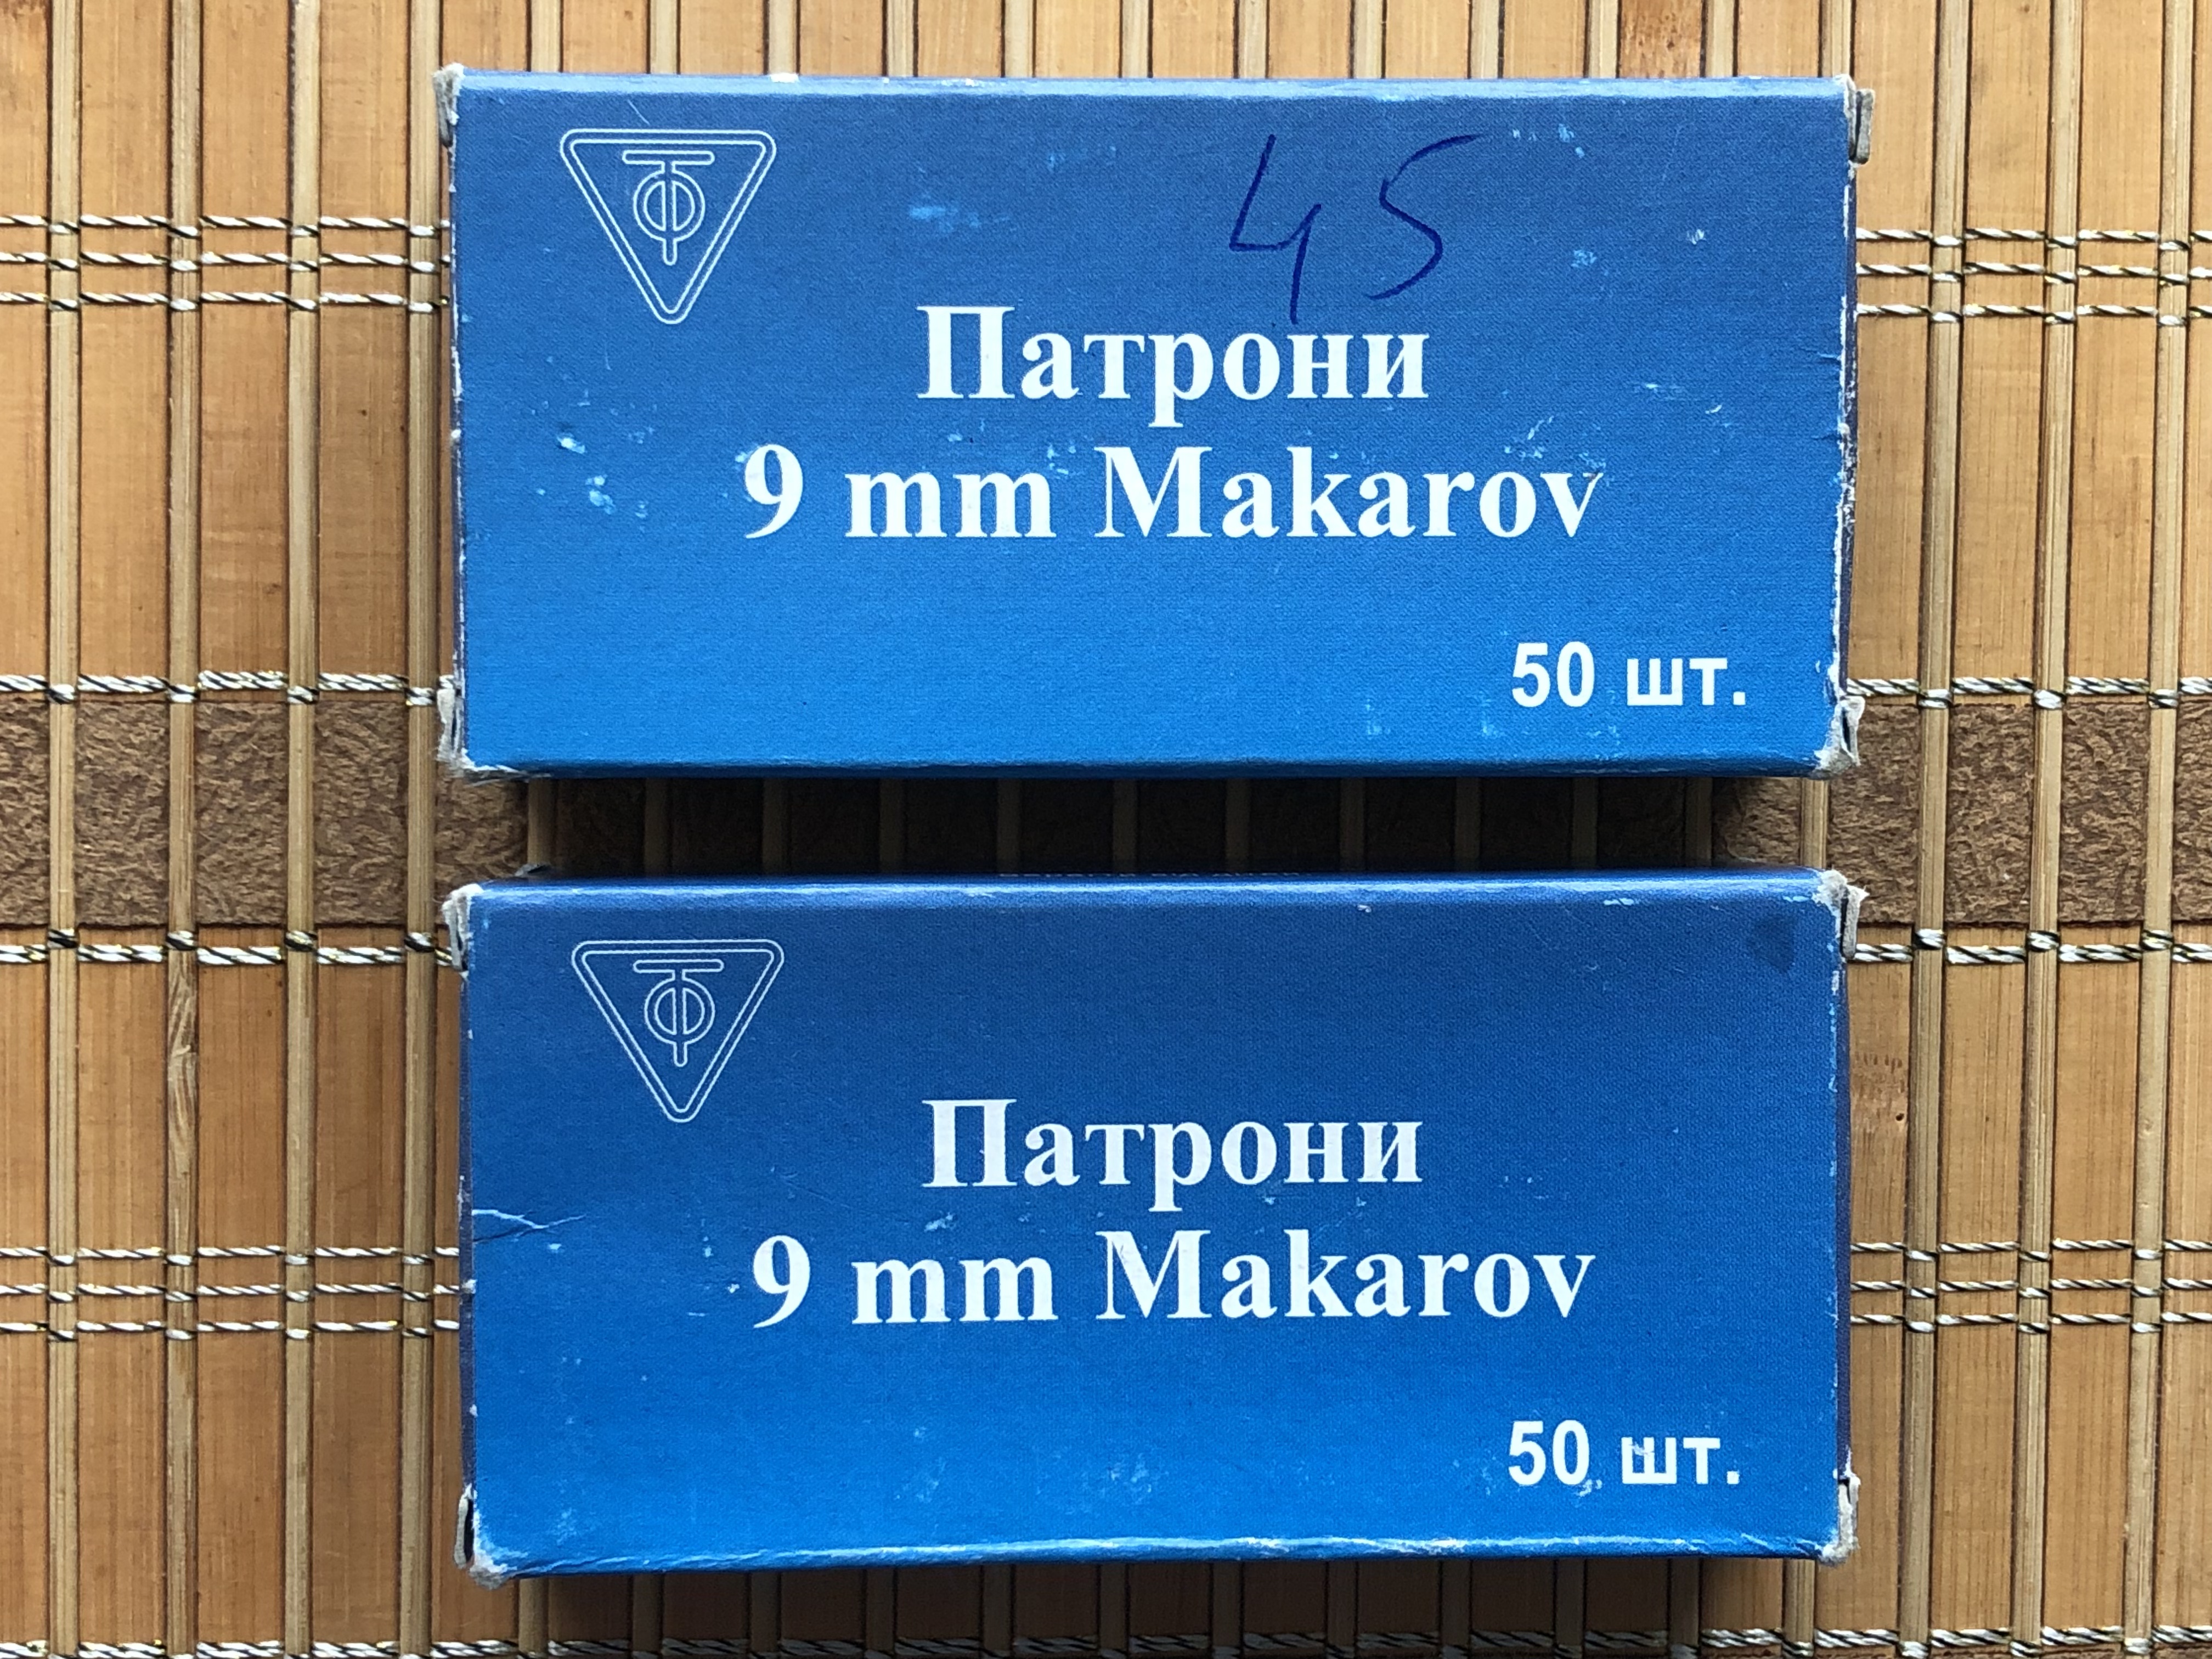 ТФ
45
Патрони
9 mm Makarov
50 шт.
ТФ
Патрони
9 mm Makarov
50 шт.